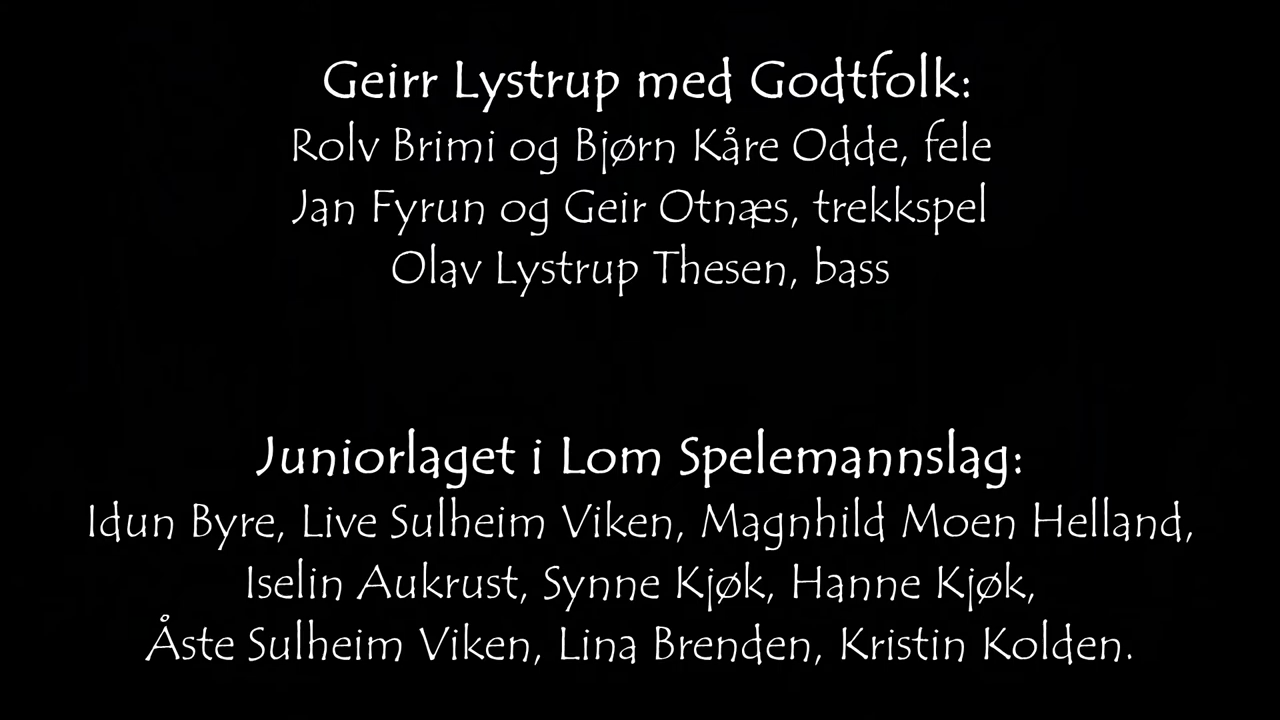 Geirr Lystrup med Godtfolk:
Rolv Brimi og Bjørn Kåre Odde, fele
Jan Fyrun og Geir Otnæs, trekkspel
Olav Lystrup Thesen, bass
Juniorlaget i Lom Spelemannslag:
Idun Byre, Live Sulheim Viken, Magnhild Moen Helland,
Iselin Aukrust, Synne Kjøk, Hanne Kjøk,
Åste Sulheim Viken, Lina Brenden, Kristin Kolden.